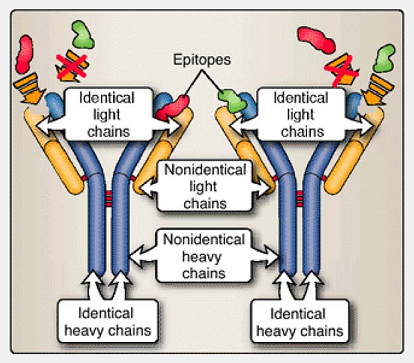 Epitopes
Identical
light
chains
Identical
light
chains
Nonidentical
light
chains
Nonidentical
heavy
chains
Identical
heavy chains
Identical
heavy chains